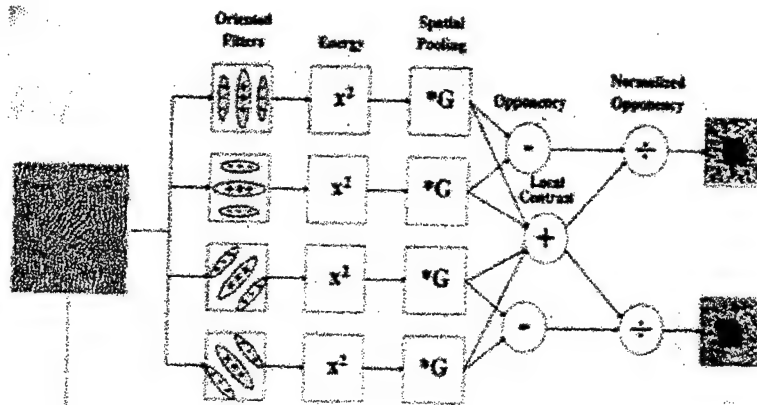 Oriented
Filters
Energy
Spatial
Pooling
Opponency
Normalized
Opponency
x²
*G
-
÷
x²
*G
Local
Contrast
+
x²
*G
-
÷
x²
*G